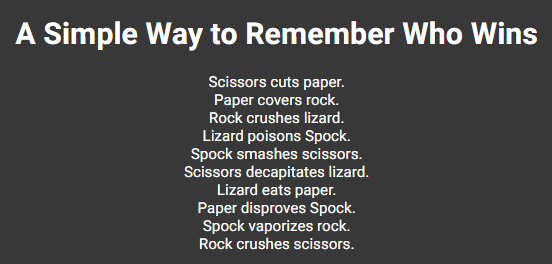 A Simple Way to Remember Who Wins
Scissors cuts paper.
Paper covers rock.
Rock crushes lizard.
Lizard poisons Spock.
Spock smashes scissors.
Scissors decapitates lizard.
Lizard eats paper.
Paper disproves Spock.
Spock vaporizes rock.
Rock crushes scissors.